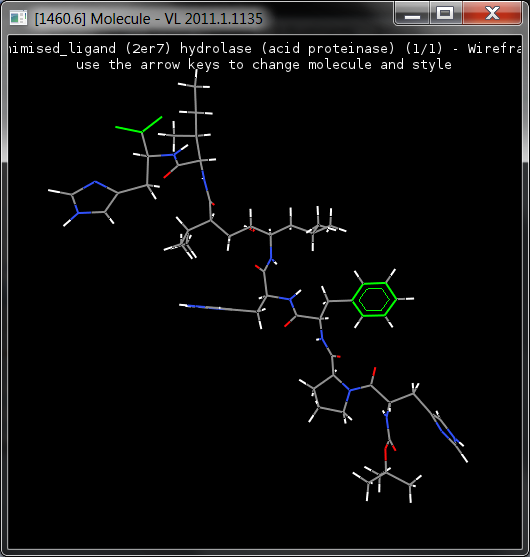 [1460.6] Molecule - VL 2011.1.1135
imised_ligand (2er7) hydrolase (acid proteinase) (1/1) - Wirefra
use the arrow keys to change molecule and style